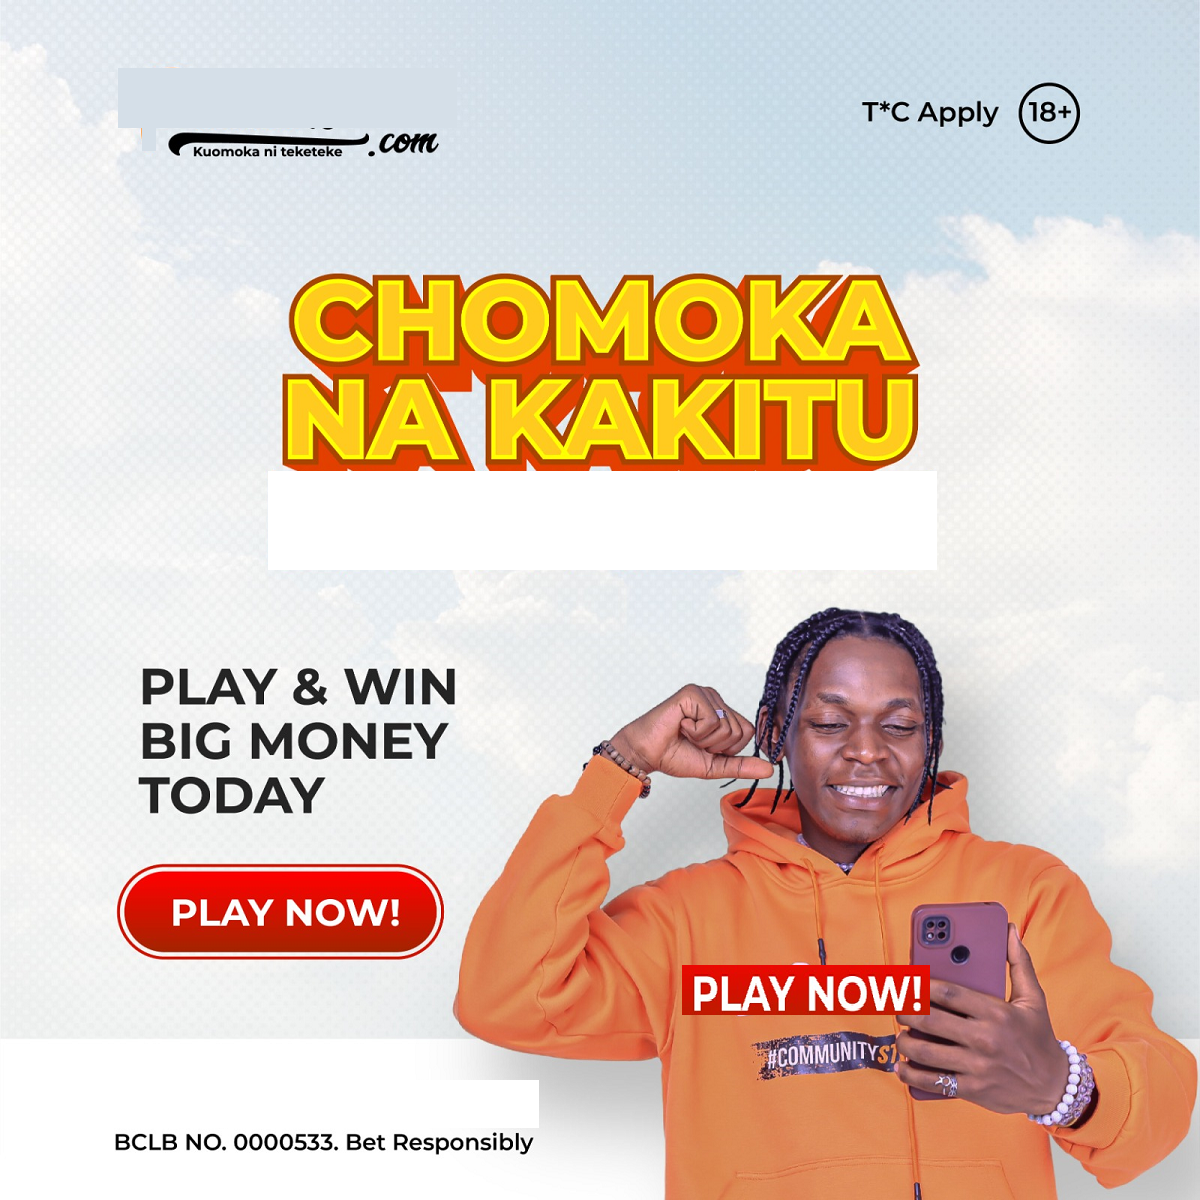 Kuomoka ni teketeke
.com
T*C Apply
18+
CHOMOKA
NA KAKITU
PLAY & WIN
BIG MONEY
TODAY
PLAY NOW!
PLAY NOW!
#COMMUNITY
BCLB NO. 0000533. Bet Responsibly